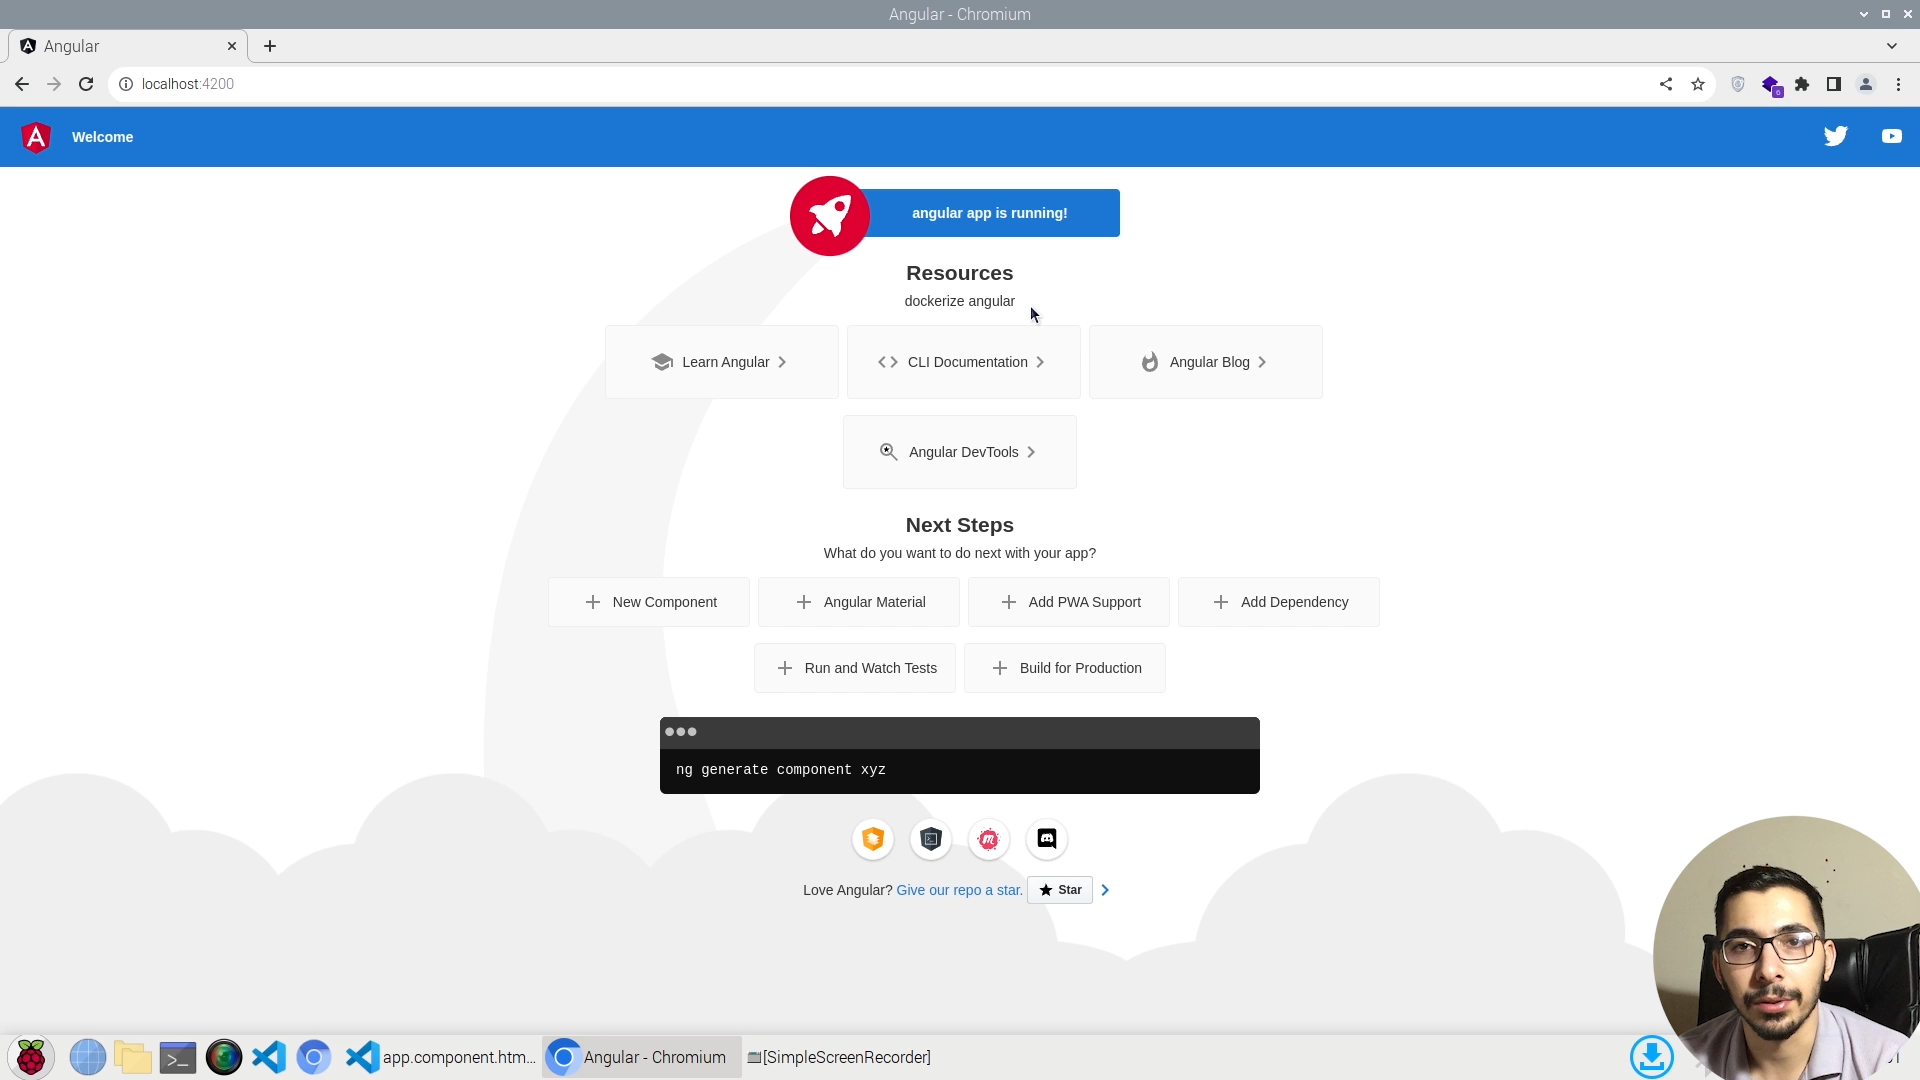 Angular - Chromium
Angular
localhost:4200
6
Welcome
angular app is running!
Resources
dockerize angular
Learn Angular
CLI Documentation
Angular Blog
Angular DevTools
Next Steps
What do you want to do next with your app?
New Component
Angular Material
Add PWA Support
Add Dependency
Run and Watch Tests
Build for Production
ng generate component xyz
Love Angular? Give our repo a star. Star
app.component.htm...
Angular - Chromium
[SimpleScreenRecorder]